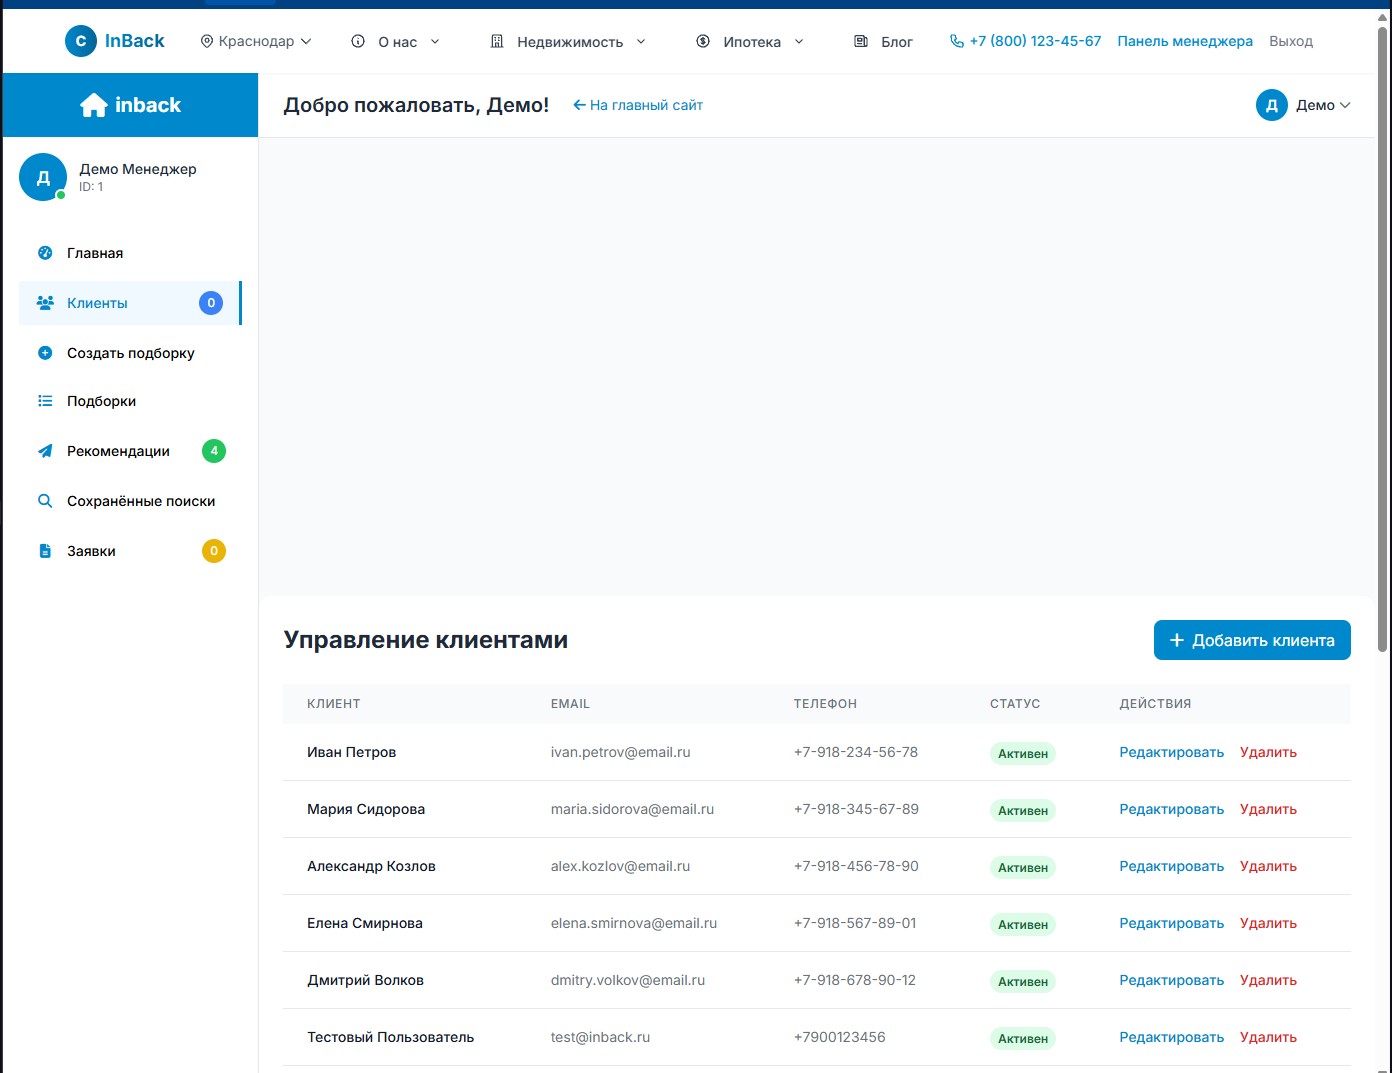 C InBack Краснодар О нас Недвижимость Ипотека Блог +7 (800) 123-45-67 Панель менеджера Выход
inback
Добро пожаловать, Демо! ← На главный сайт Д Демо
Д Демо Менеджер
ID: 1
Главная
Клиенты 0
Создать подборку
Подборки
Рекомендации 4
Сохранённые поиски
Заявки 0
Управление клиентами + Добавить клиента
КЛИЕНТ EMAIL ТЕЛЕФОН СТАТУС ДЕЙСТВИЯ
Иван Петров ivan.petrov@email.ru +7-918-234-56-78 Активен Редактировать Удалить
Мария Сидорова maria.sidorova@email.ru +7-918-345-67-89 Активен Редактировать Удалить
Александр Козлов alex.kozlov@email.ru +7-918-456-78-90 Активен Редактировать Удалить
Елена Смирнова elena.smirnova@email.ru +7-918-567-89-01 Активен Редактировать Удалить
Дмитрий Волков dmitry.volkov@email.ru +7-918-678-90-12 Активен Редактировать Удалить
Тестовый Пользователь test@inback.ru +7900123456 Активен Редактировать Удалить